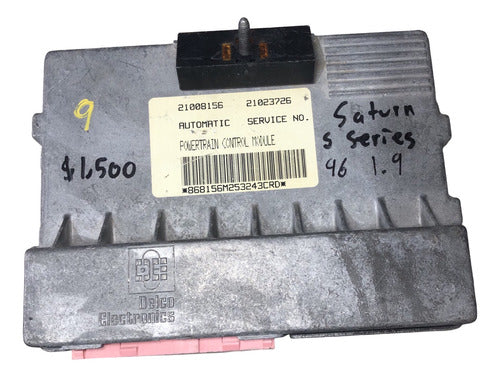 21008156 21023726
AUTOMATIC SERVICE NO.
POWERTRAIN CONTROL MODULE
*868156M253243CRD*
9
$1,500
Saturn
S series
96 1.9
Delco
Electronics